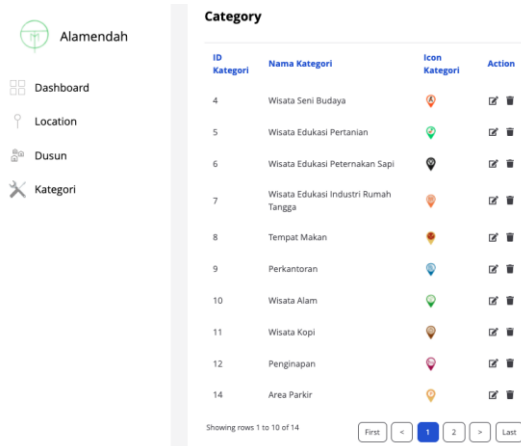 Alamendah
Dashboard
Location
Dusun
Kategori
Category
ID Kategori Nama Kategori Icon Kategori Action
4 Wisata Seni Budaya
5 Wisata Edukasi Pertanian
6 Wisata Edukasi Peternakan Sapi
7 Wisata Edukasi Industri Rumah
Tangga
8 Tempat Makan
9 Perkantoran
10 Wisata Alam
11 Wisata Kopi
12 Penginapan
14 Area Parkir
Showing rows 1 to 10 of 14 First < 1 2 > Last